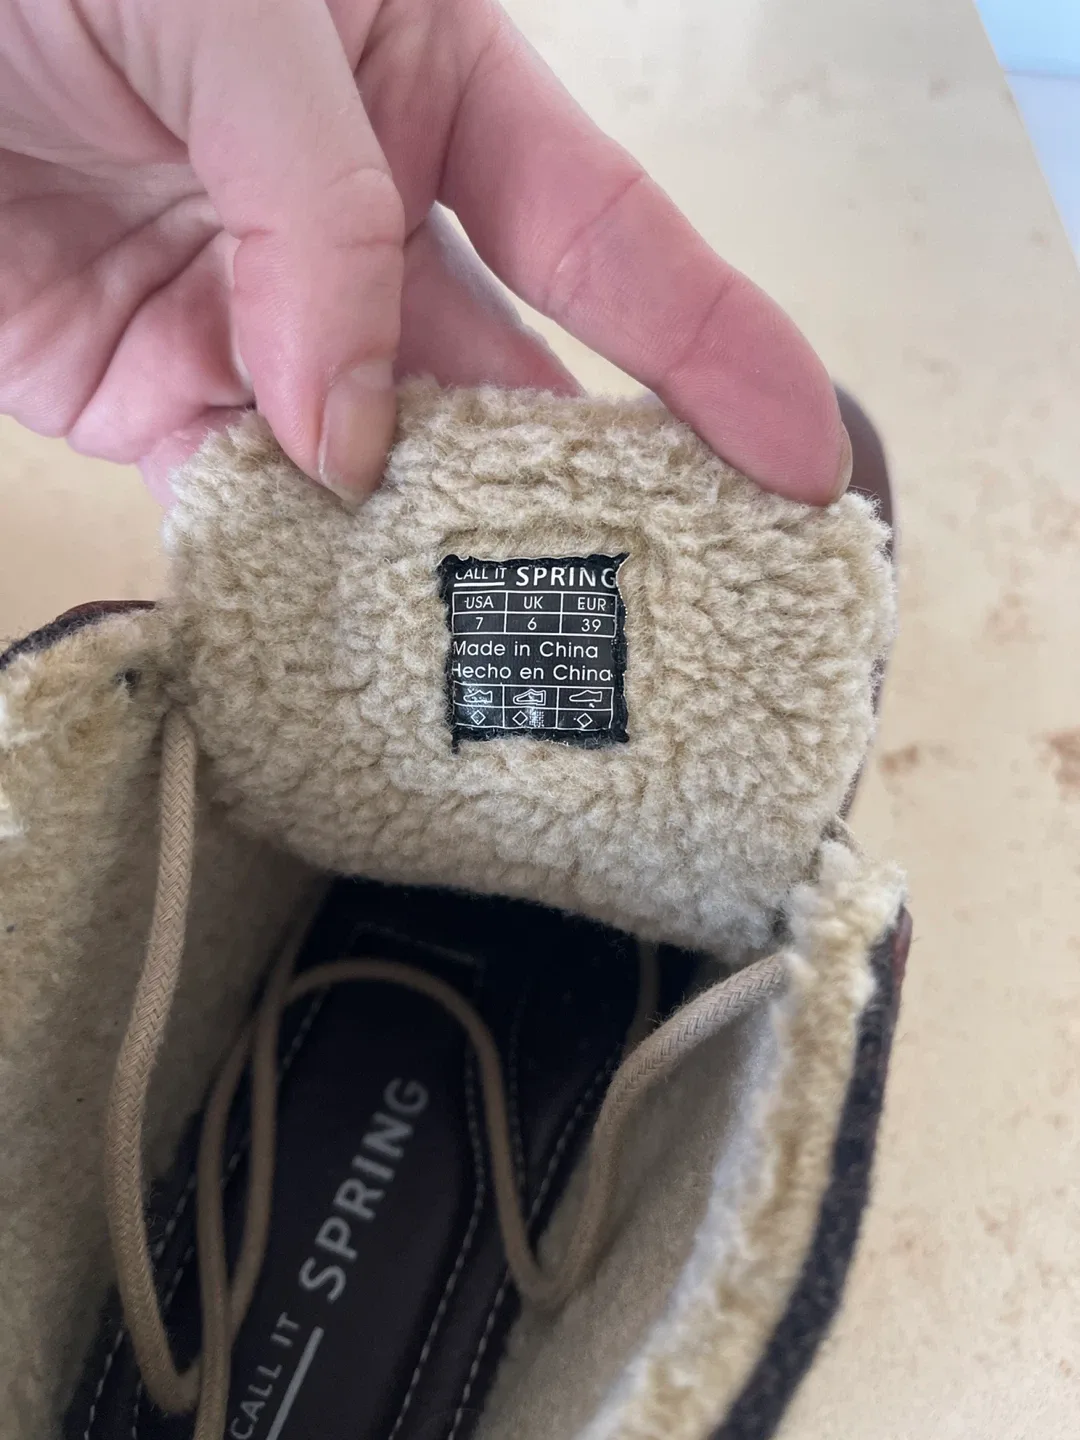 CALL IT SPRING
USA UK EUR
7 6 39
Made in China
Hecho en China
CALL IT SPRING